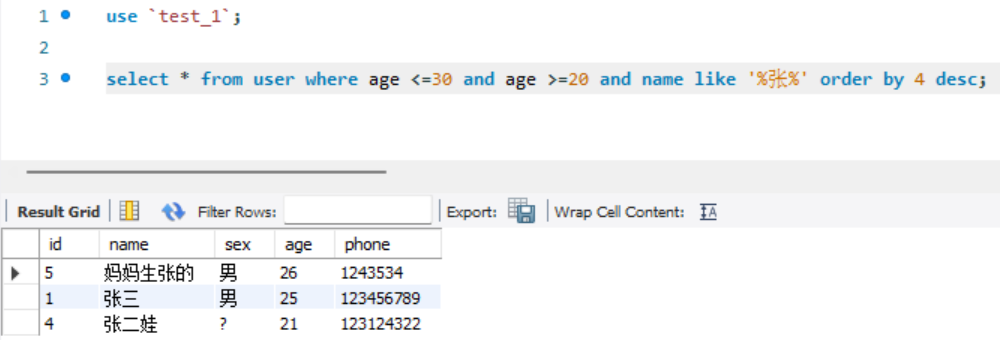 1 use `test_1`;
2
3 select * from user where age <=30 and age >=20 and name like '%张%' order by 4 desc;
Result Grid Filter Rows: Export: Wrap Cell Content: IA
id name sex age phone
5 妈妈生张的 男 26 1243534
1 张三 男 25 123456789
4 张二娃 ? 21 123124322